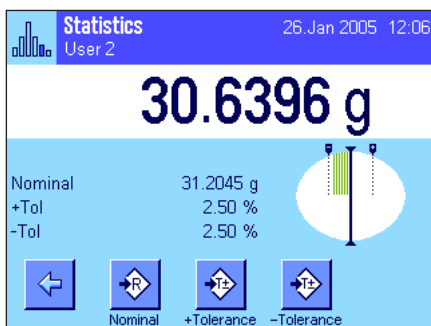 Statistics 26.Jan 2005 12:06
User 2
30.6396 g
Nominal 31.2045 g
+Tol 2.50 %
-Tol 2.50 %
R T± T±
Nominal +Tolerance -Tolerance